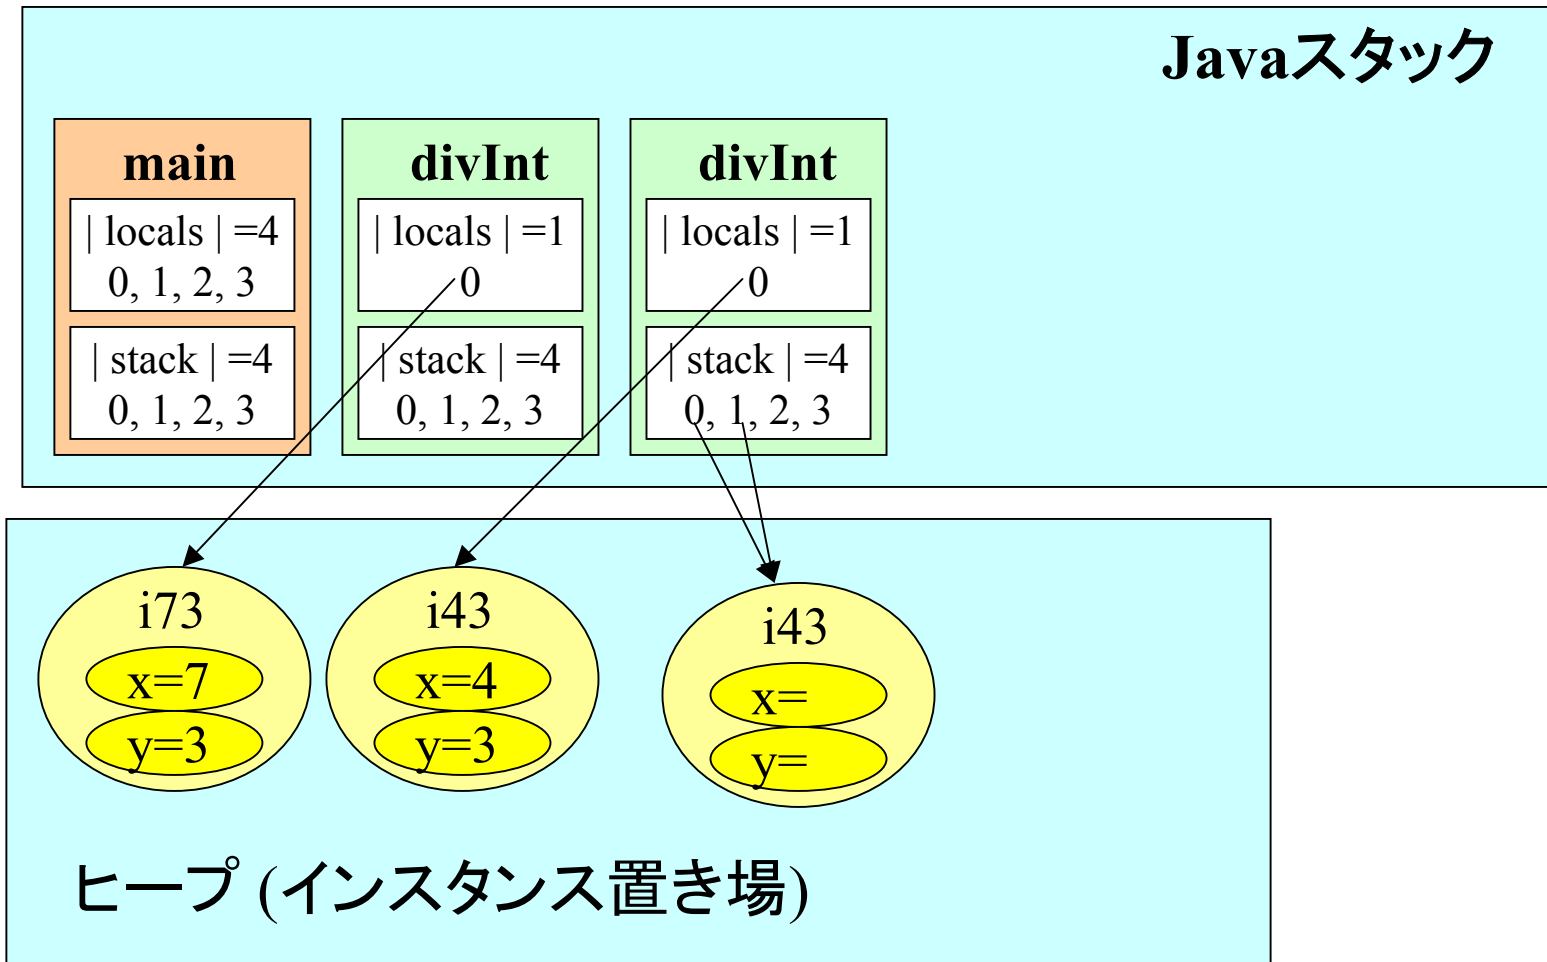 Javaスタック
main
| locals | =4
0, 1, 2, 3
| stack | =4
0, 1, 2, 3
divInt
| locals | =1
0
| stack | =4
0, 1, 2, 3
divInt
| locals | =1
0
| stack | =4
0, 1, 2, 3
i73
x=7
y=3
i43
x=4
y=3
i43
x=
y=
ヒープ (インスタンス置き場)